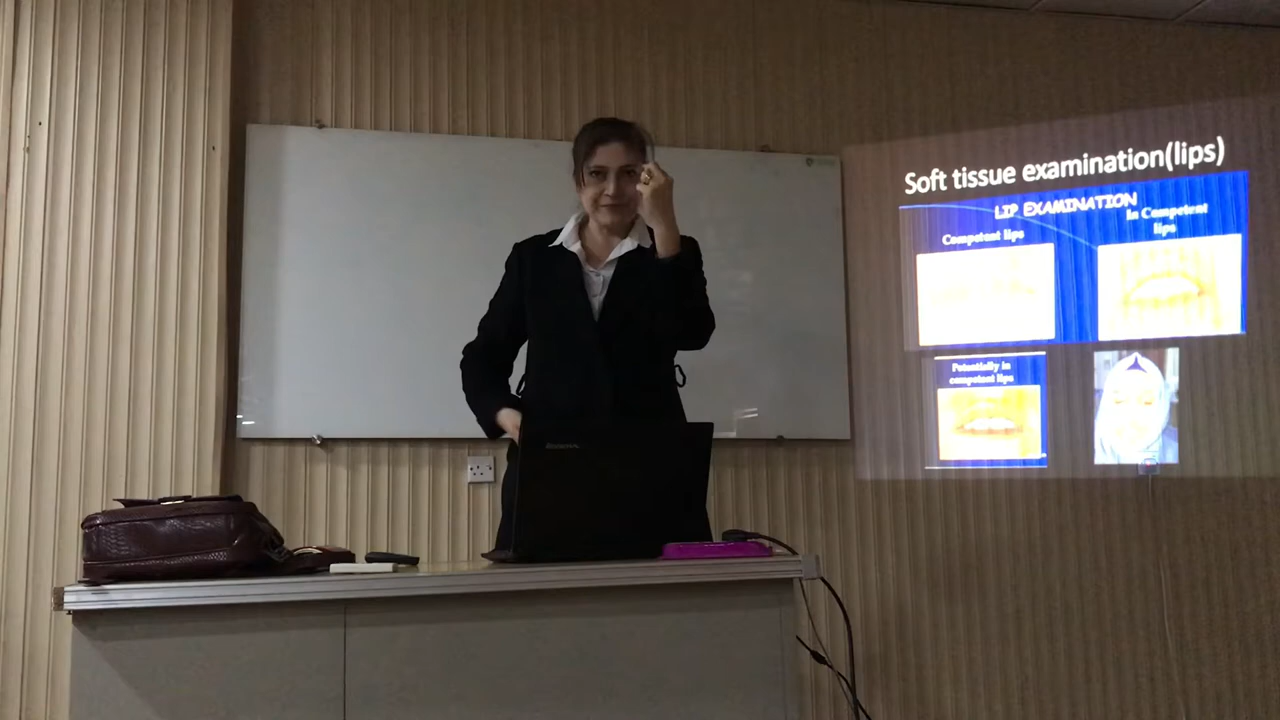 Soft tissue examination(lips)
LIP EXAMINATION
Competent lips
In Competent
lips
Potentially in
competent lips